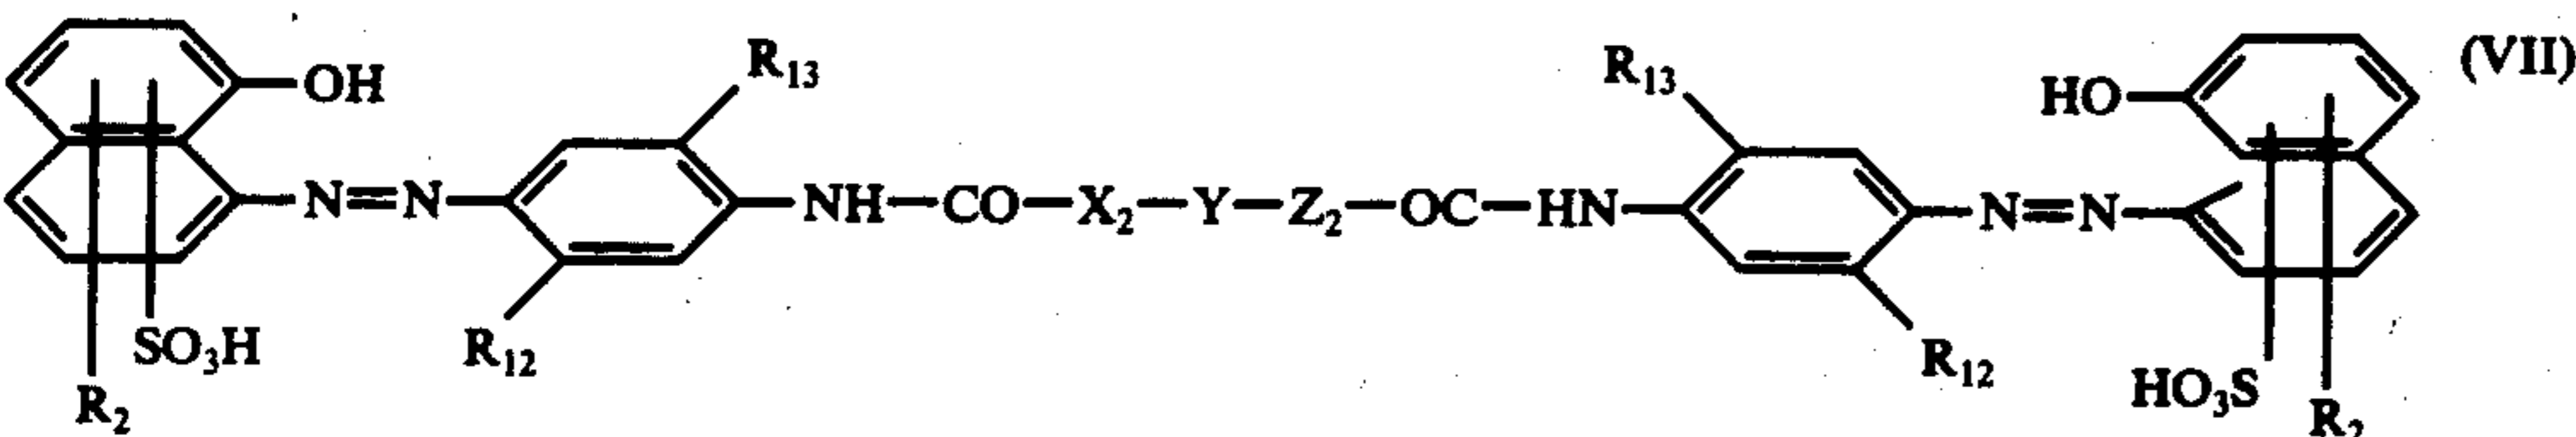 R13 R13 (VII)
OH HO
N=N NH—CO—X2—Y—Z2—OC—HN N=N
SO3H R12 R12 HO3S
R2 R2